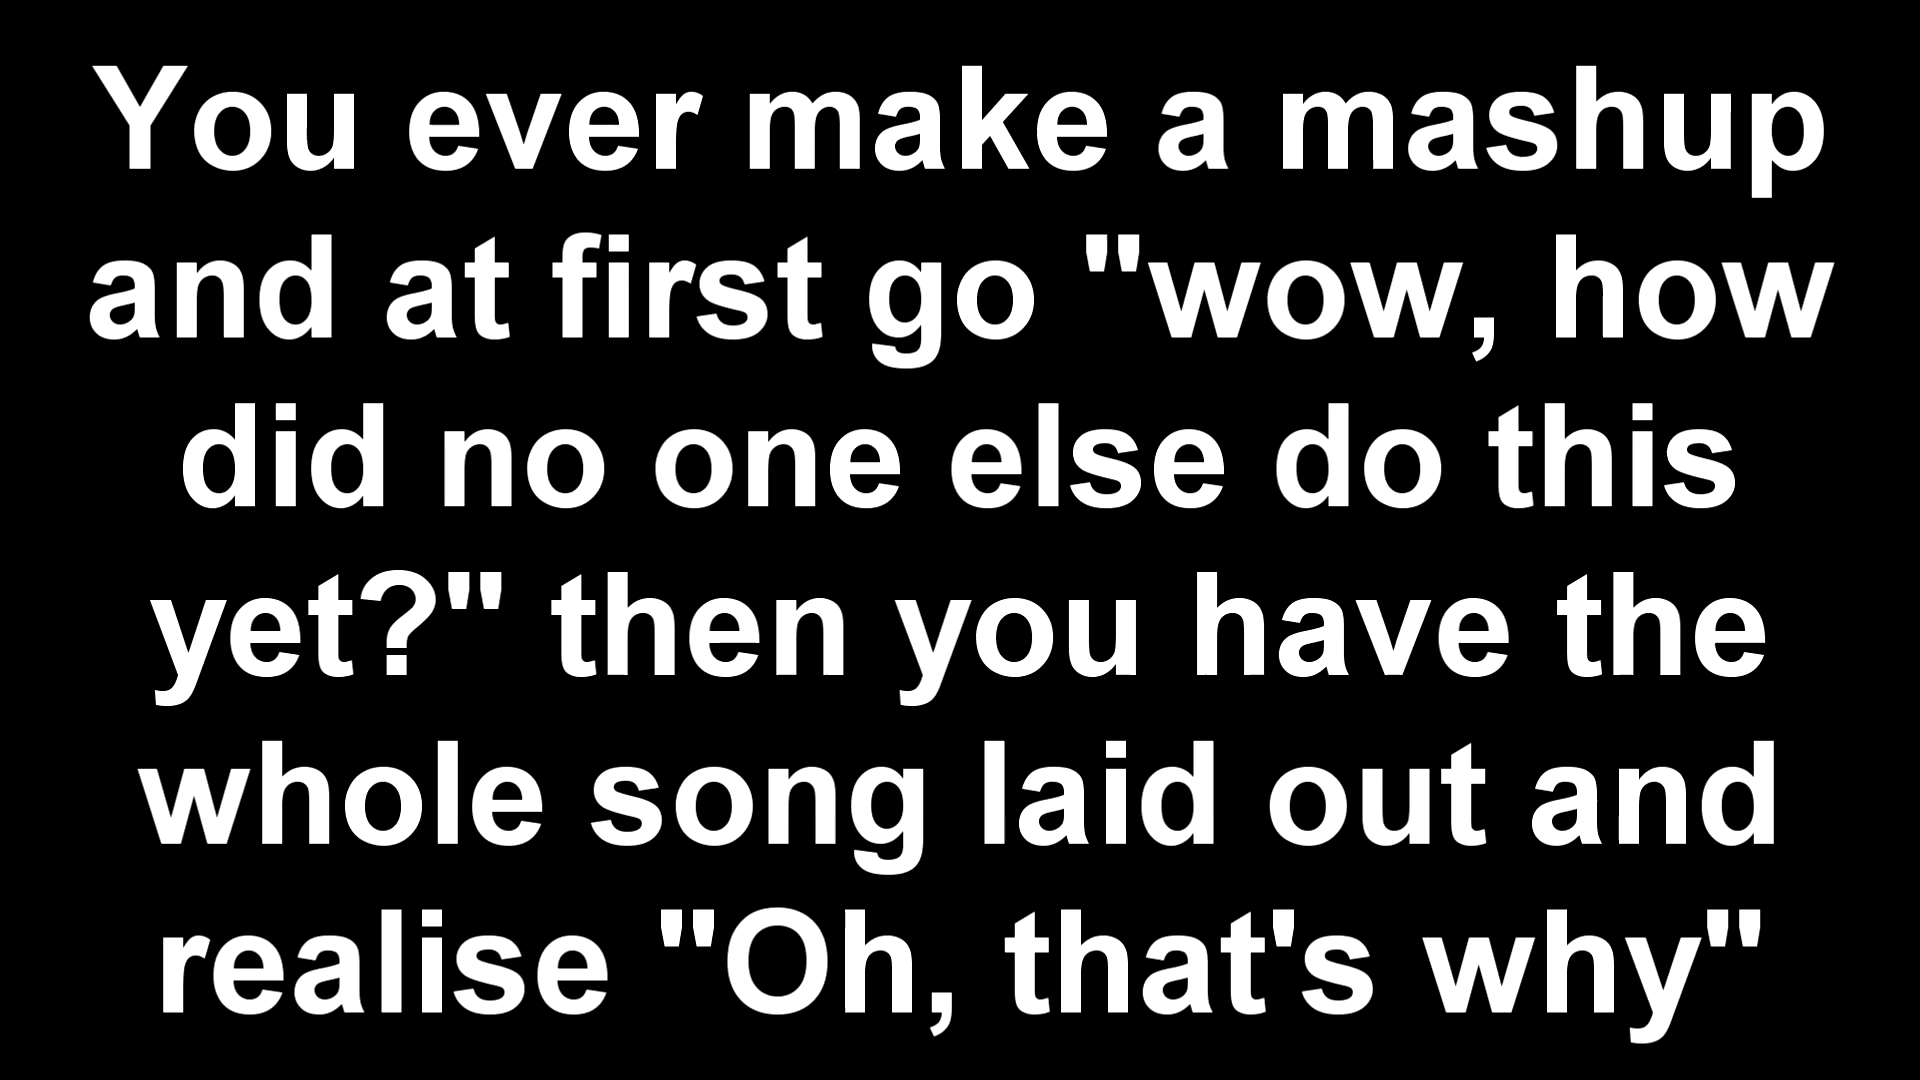 You ever make a mashup
and at first go "wow, how
did no one else do this
yet?" then you have the
whole song laid out and
realise "Oh, that's why"